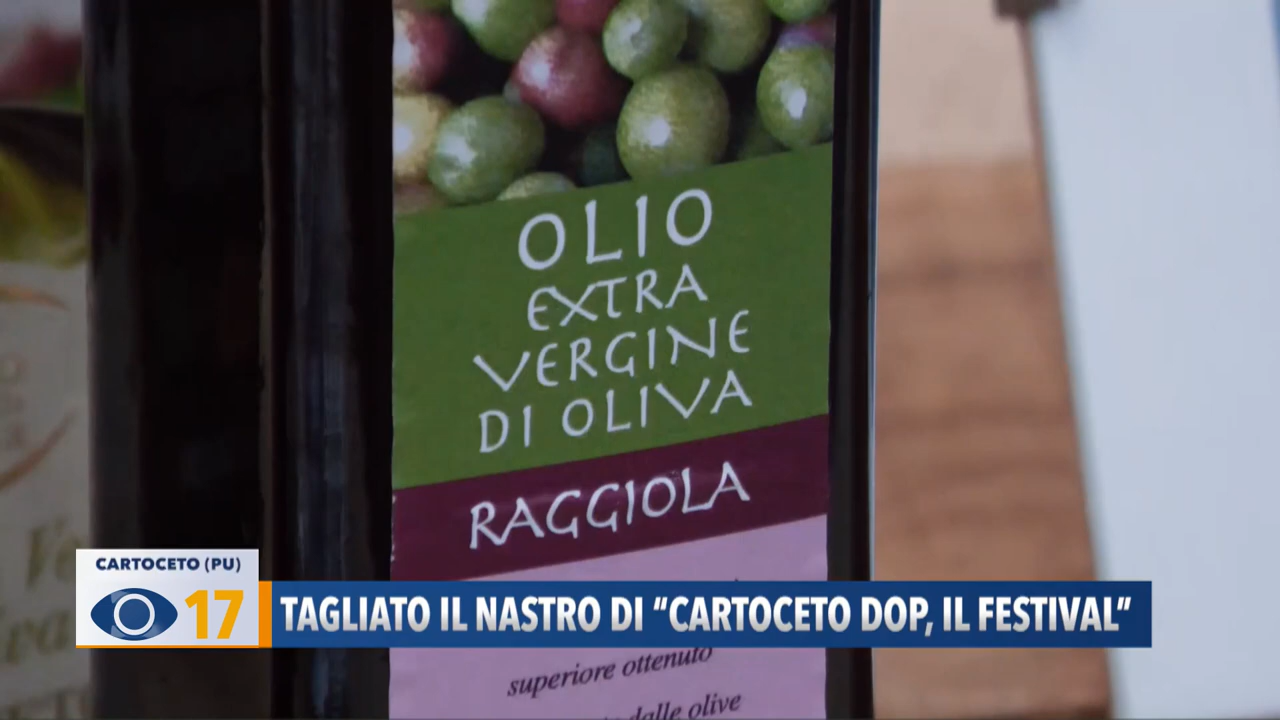 OLIO
EXTRA
VERGINE
DI OLIVA
RAGGIOLA
CARTOCETO (PU)
17
TAGLIATO IL NASTRO DI “CARTOCETO DOP, IL FESTIVAL”
superiore ottenuto
dalle olive